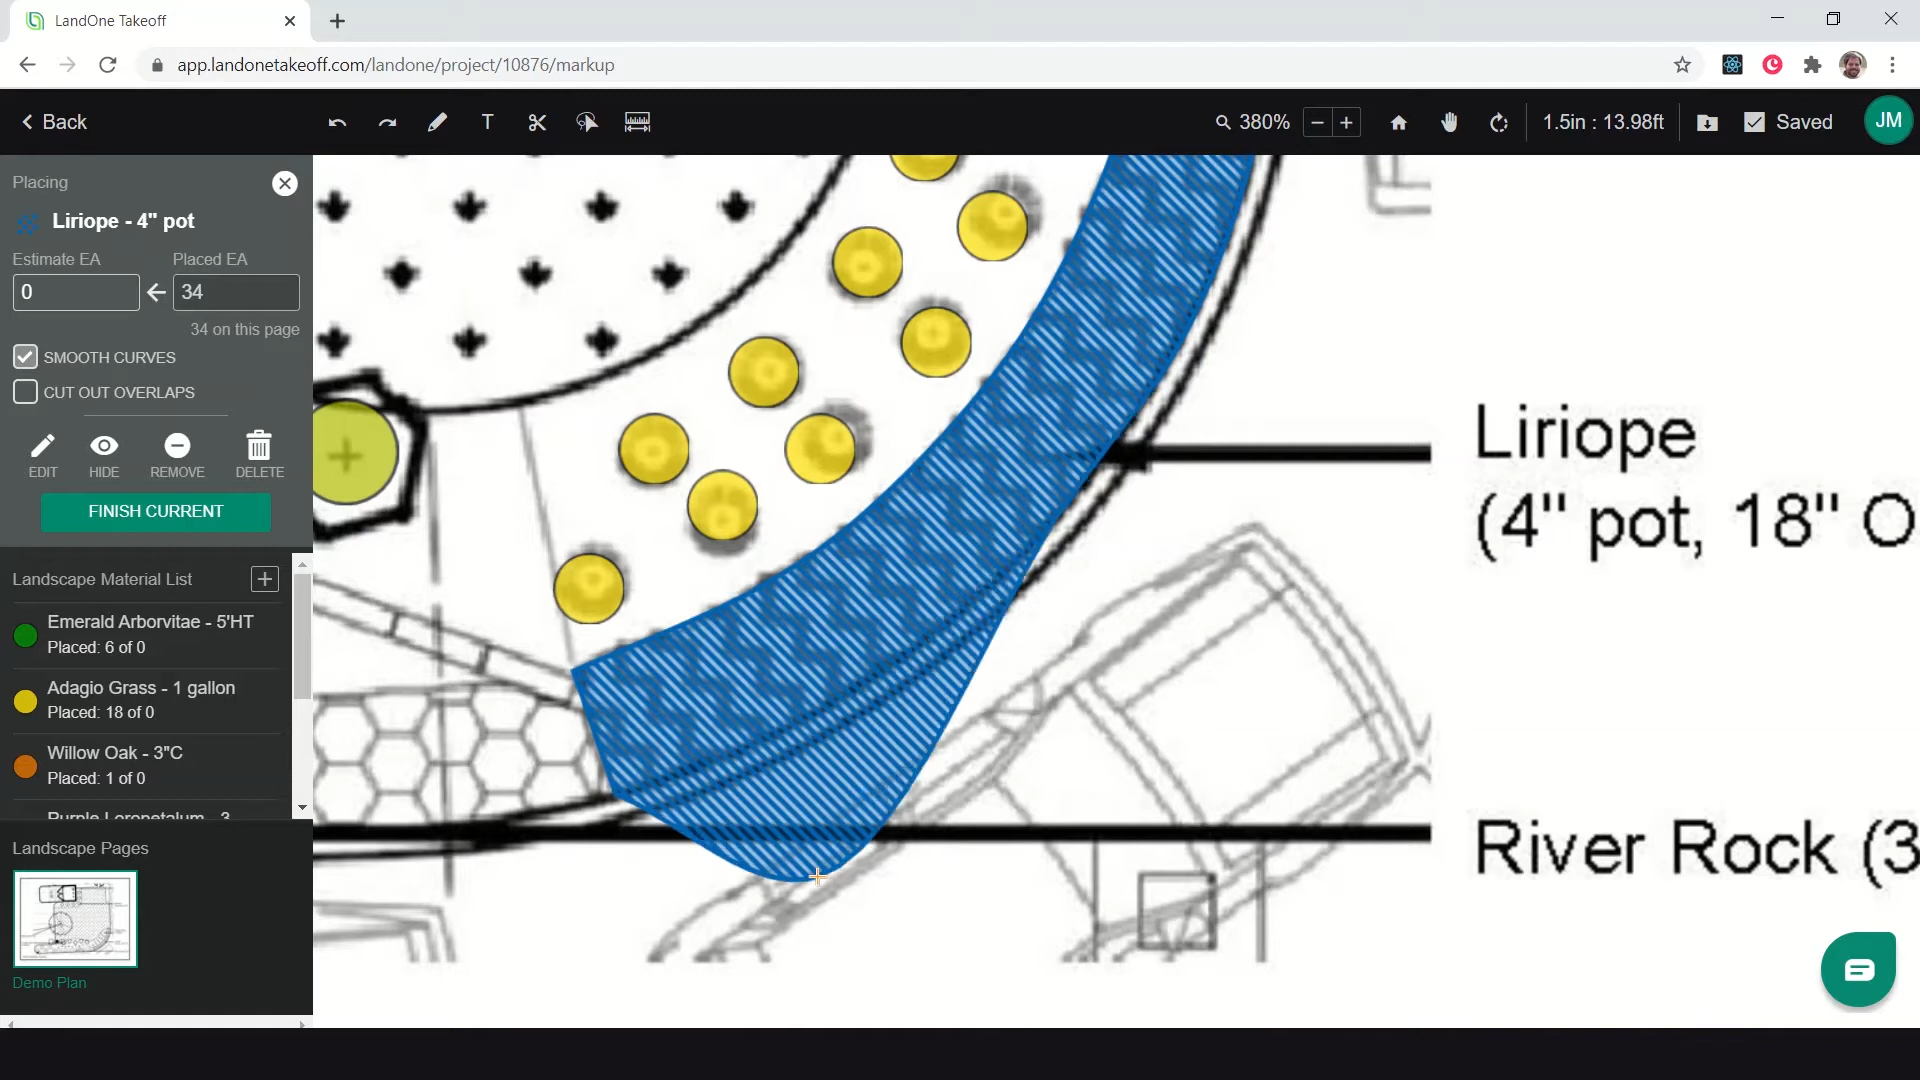 LandOne Takeoff
app.landonetakeoff.com/landone/project/10876/markup
Back
T
380%
1.5in : 13.98ft
Saved
JM
Placing
Liriope - 4" pot
Estimate EA
Placed EA
0
34
34 on this page
SMOOTH CURVES
CUT OUT OVERLAPS
EDIT
HIDE
REMOVE
DELETE
FINISH CURRENT
Landscape Material List
Emerald Arborvitae - 5'HT
Placed: 6 of 0
Adagio Grass - 1 gallon
Placed: 18 of 0
Willow Oak - 3"C
Placed: 1 of 0
Purple Loropetalum - 3
Landscape Pages
Demo Plan
Liriope
(4" pot, 18" O
River Rock (3